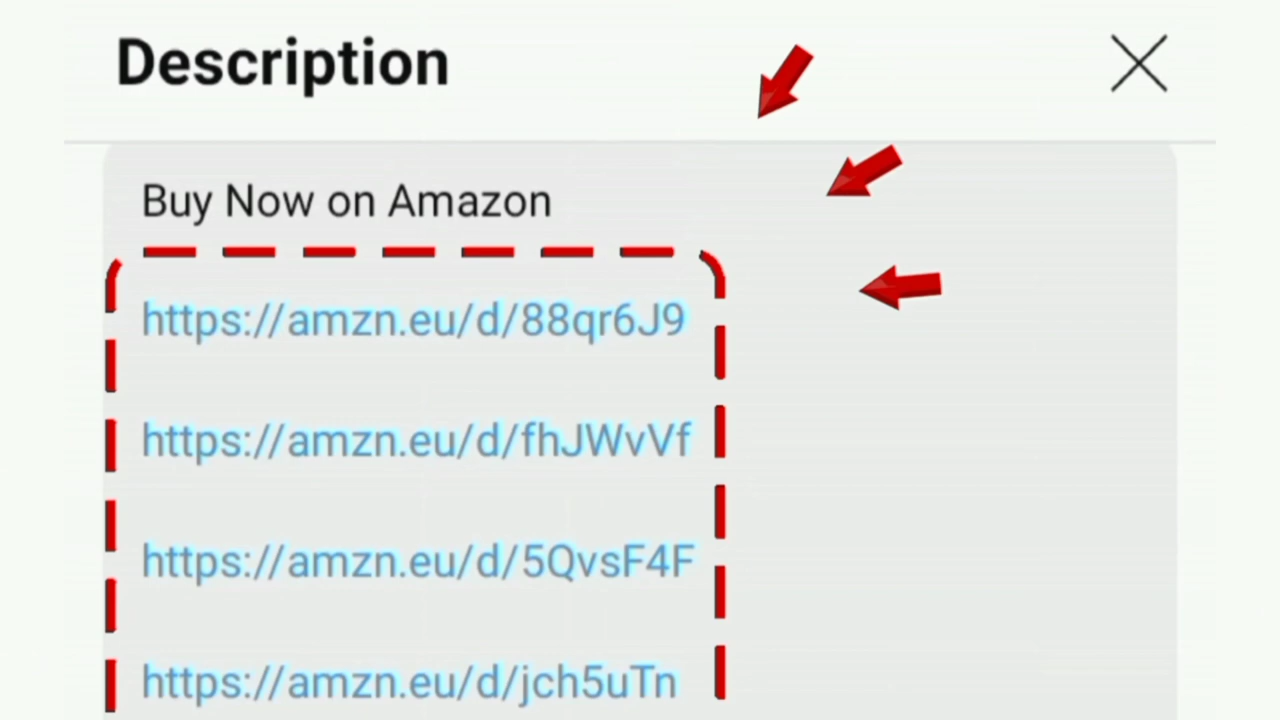 Description
Buy Now on Amazon
https://amzn.eu/d/88qr6J9
https://amzn.eu/d/fhJWvVf
https://amzn.eu/d/5QvsF4F
https://amzn.eu/d/jch5uTn